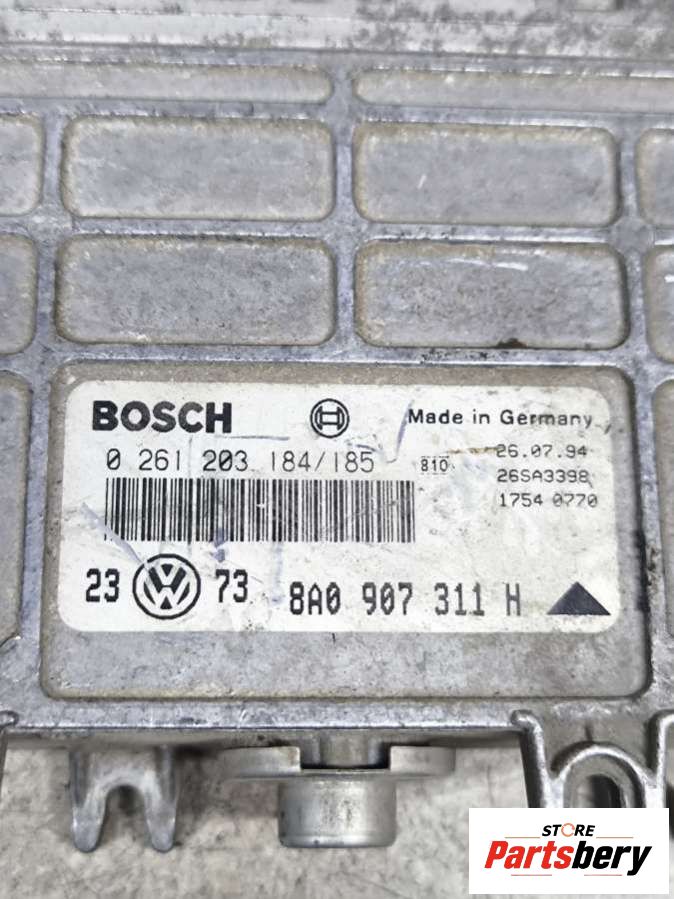 BOSCH
Made in Germany
0 261 203 184/185
810
26.07.94
26SA3398
1754 0770
23 VW 73
8A0 907 311 H
STORE
Partsbery